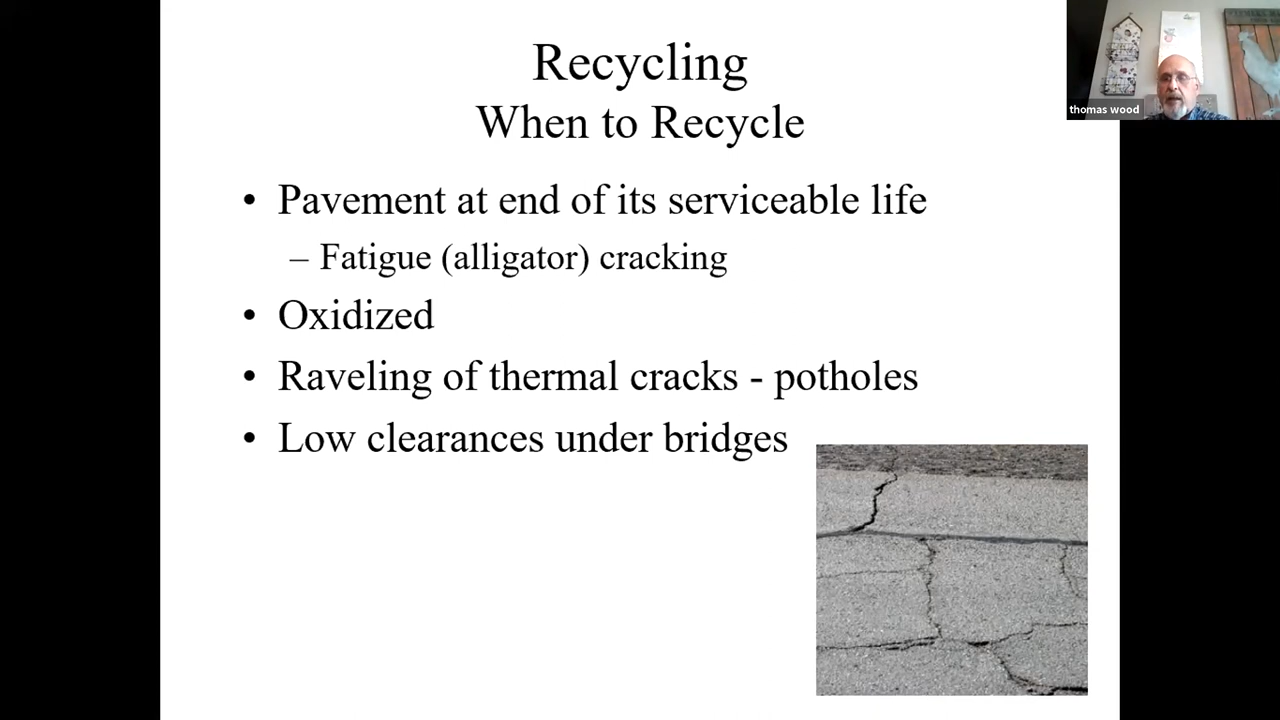 Recycling
When to Recycle
• Pavement at end of its serviceable life
– Fatigue (alligator) cracking
• Oxidized
• Raveling of thermal cracks - potholes
• Low clearances under bridges
thomas wood